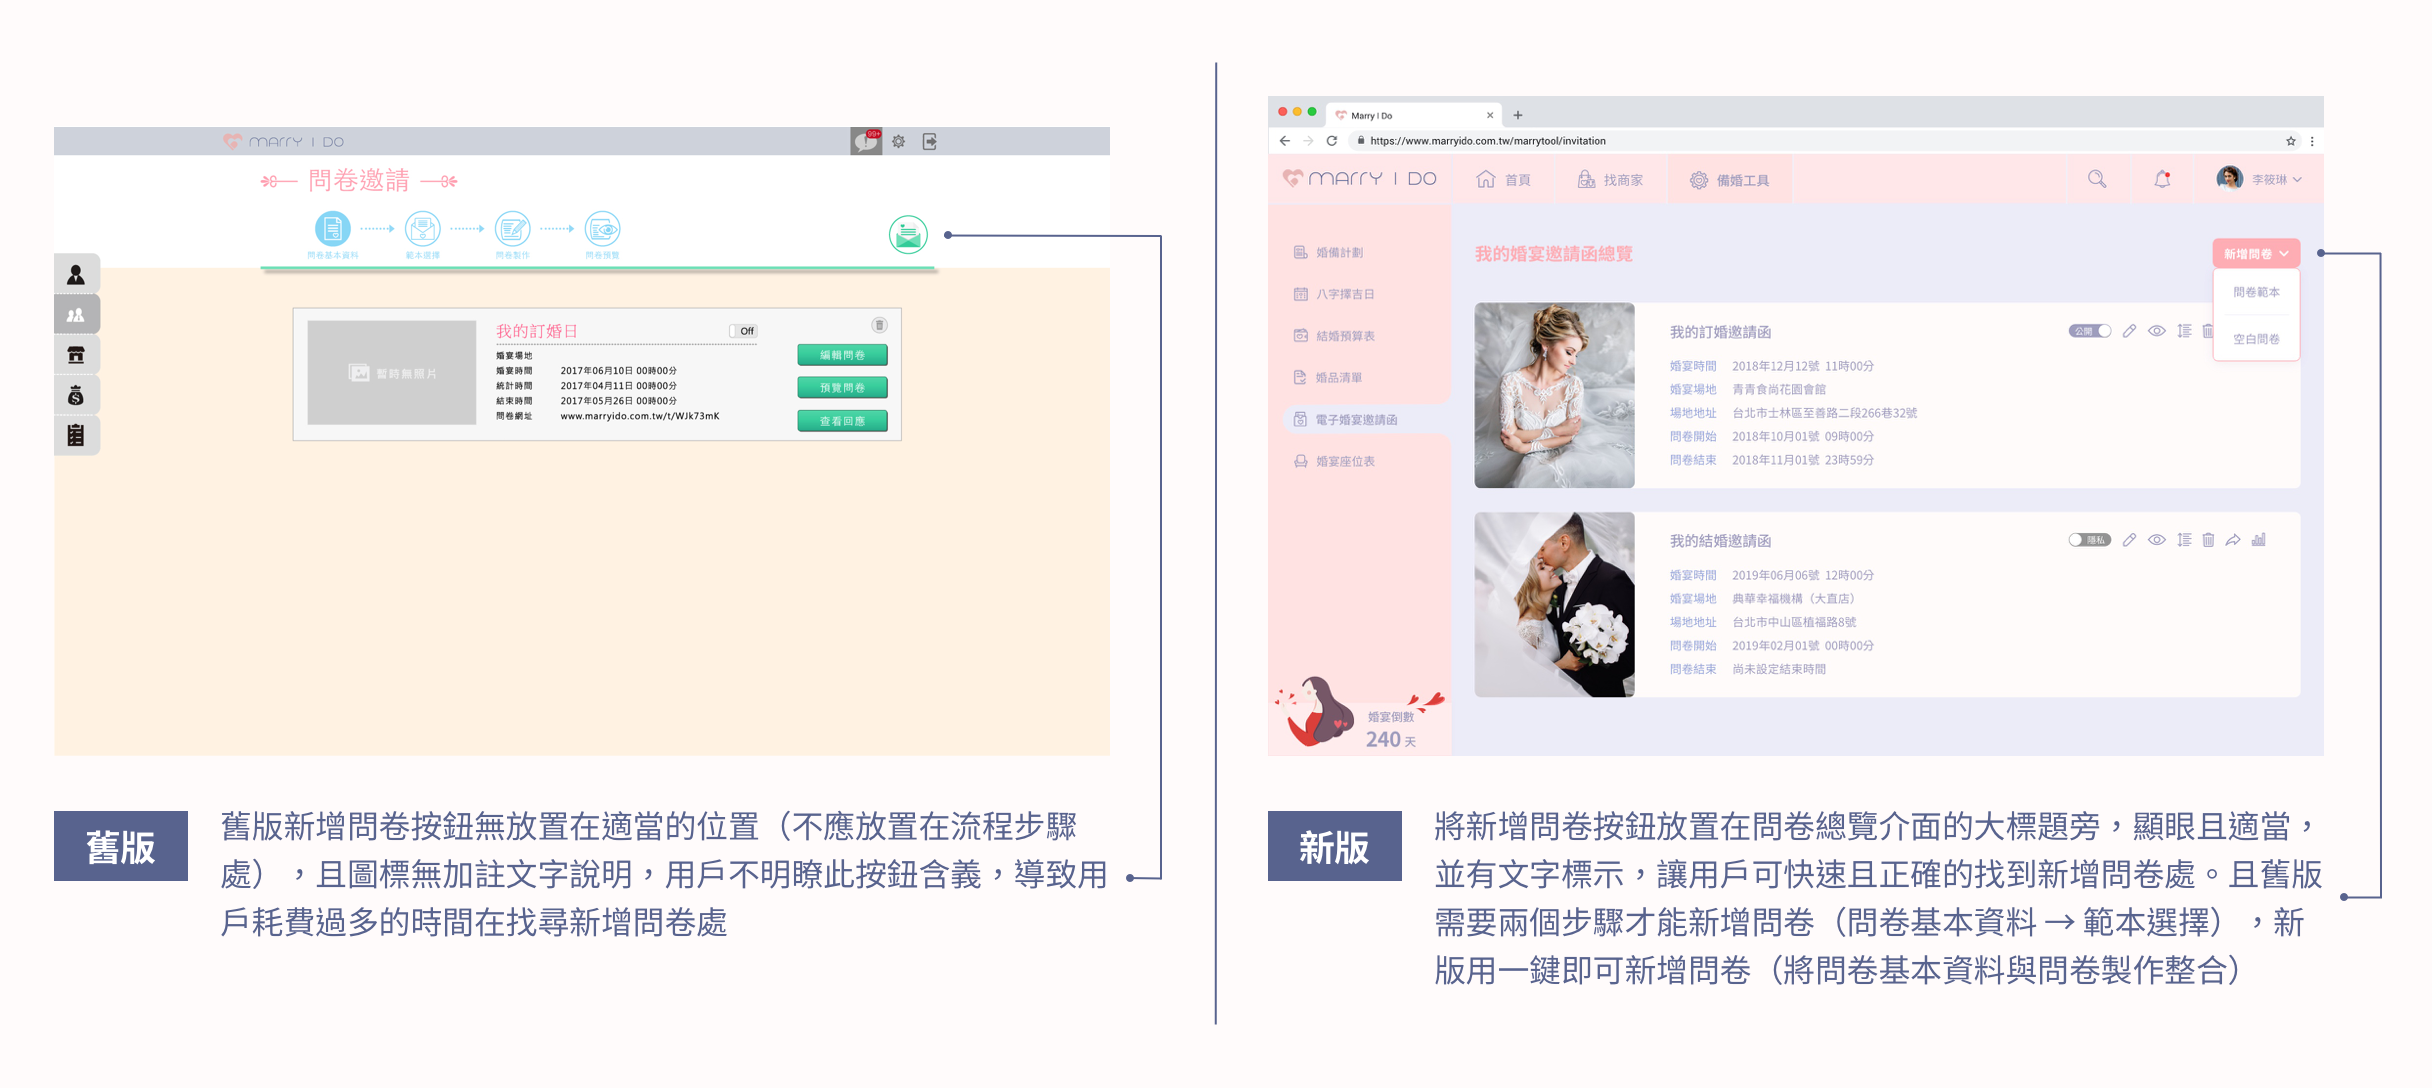 MARRY I DO
99+
問卷邀請
問卷基本資料
範本選擇
問卷製作
問卷預覽
暫時無照片
我的訂婚日
Off
婚宴場地
婚宴時間 2017年06月10日 00時00分
統計時間 2017年04月11日 00時00分
結束時間 2017年05月26日 00時00分
問卷網址 www.marryido.com.tw/t/WJk73mK
編輯問卷
預覽問卷
查看回應
舊版
舊版新增問卷按鈕無放置在適當的位置（不應放置在流程步驟
處），且圖標無加註文字說明，用戶不明瞭此按鈕含義，導致用
戶耗費過多的時間在找尋新增問卷處
Marry I Do
https://www.marryido.com.tw/marrytool/invitation
MARRY I DO
首頁
找商家
備婚工具
李筱琳
婚備計劃
八字擇吉日
結婚預算表
婚品清單
電子婚宴邀請函
婚宴座位表
婚宴倒數
240 天
我的婚宴邀請函總覽
新增問卷
問卷範本
空白問卷
我的訂婚邀請函
公開
婚宴時間 2018年12月12號 11時00分
婚宴場地 青青食尚花園會館
場地地址 台北市士林區至善路二段266巷32號
問卷開始 2018年10月01號 09時00分
問卷結束 2018年11月01號 23時59分
我的結婚邀請函
隱私
婚宴時間 2019年06月06號 12時00分
婚宴場地 典華幸福機構（大直店）
場地地址 台北市中山區植福路8號
問卷開始 2019年02月01號 00時00分
問卷結束 尚未設定結束時間
新版
將新增問卷按鈕放置在問卷總覽介面的大標題旁，顯眼且適當，
並有文字標示，讓用戶可快速且正確的找到新增問卷處。且舊版
需要兩個步驟才能新增問卷（問卷基本資料 → 範本選擇），新
版用一鍵即可新增問卷（將問卷基本資料與問卷製作整合）